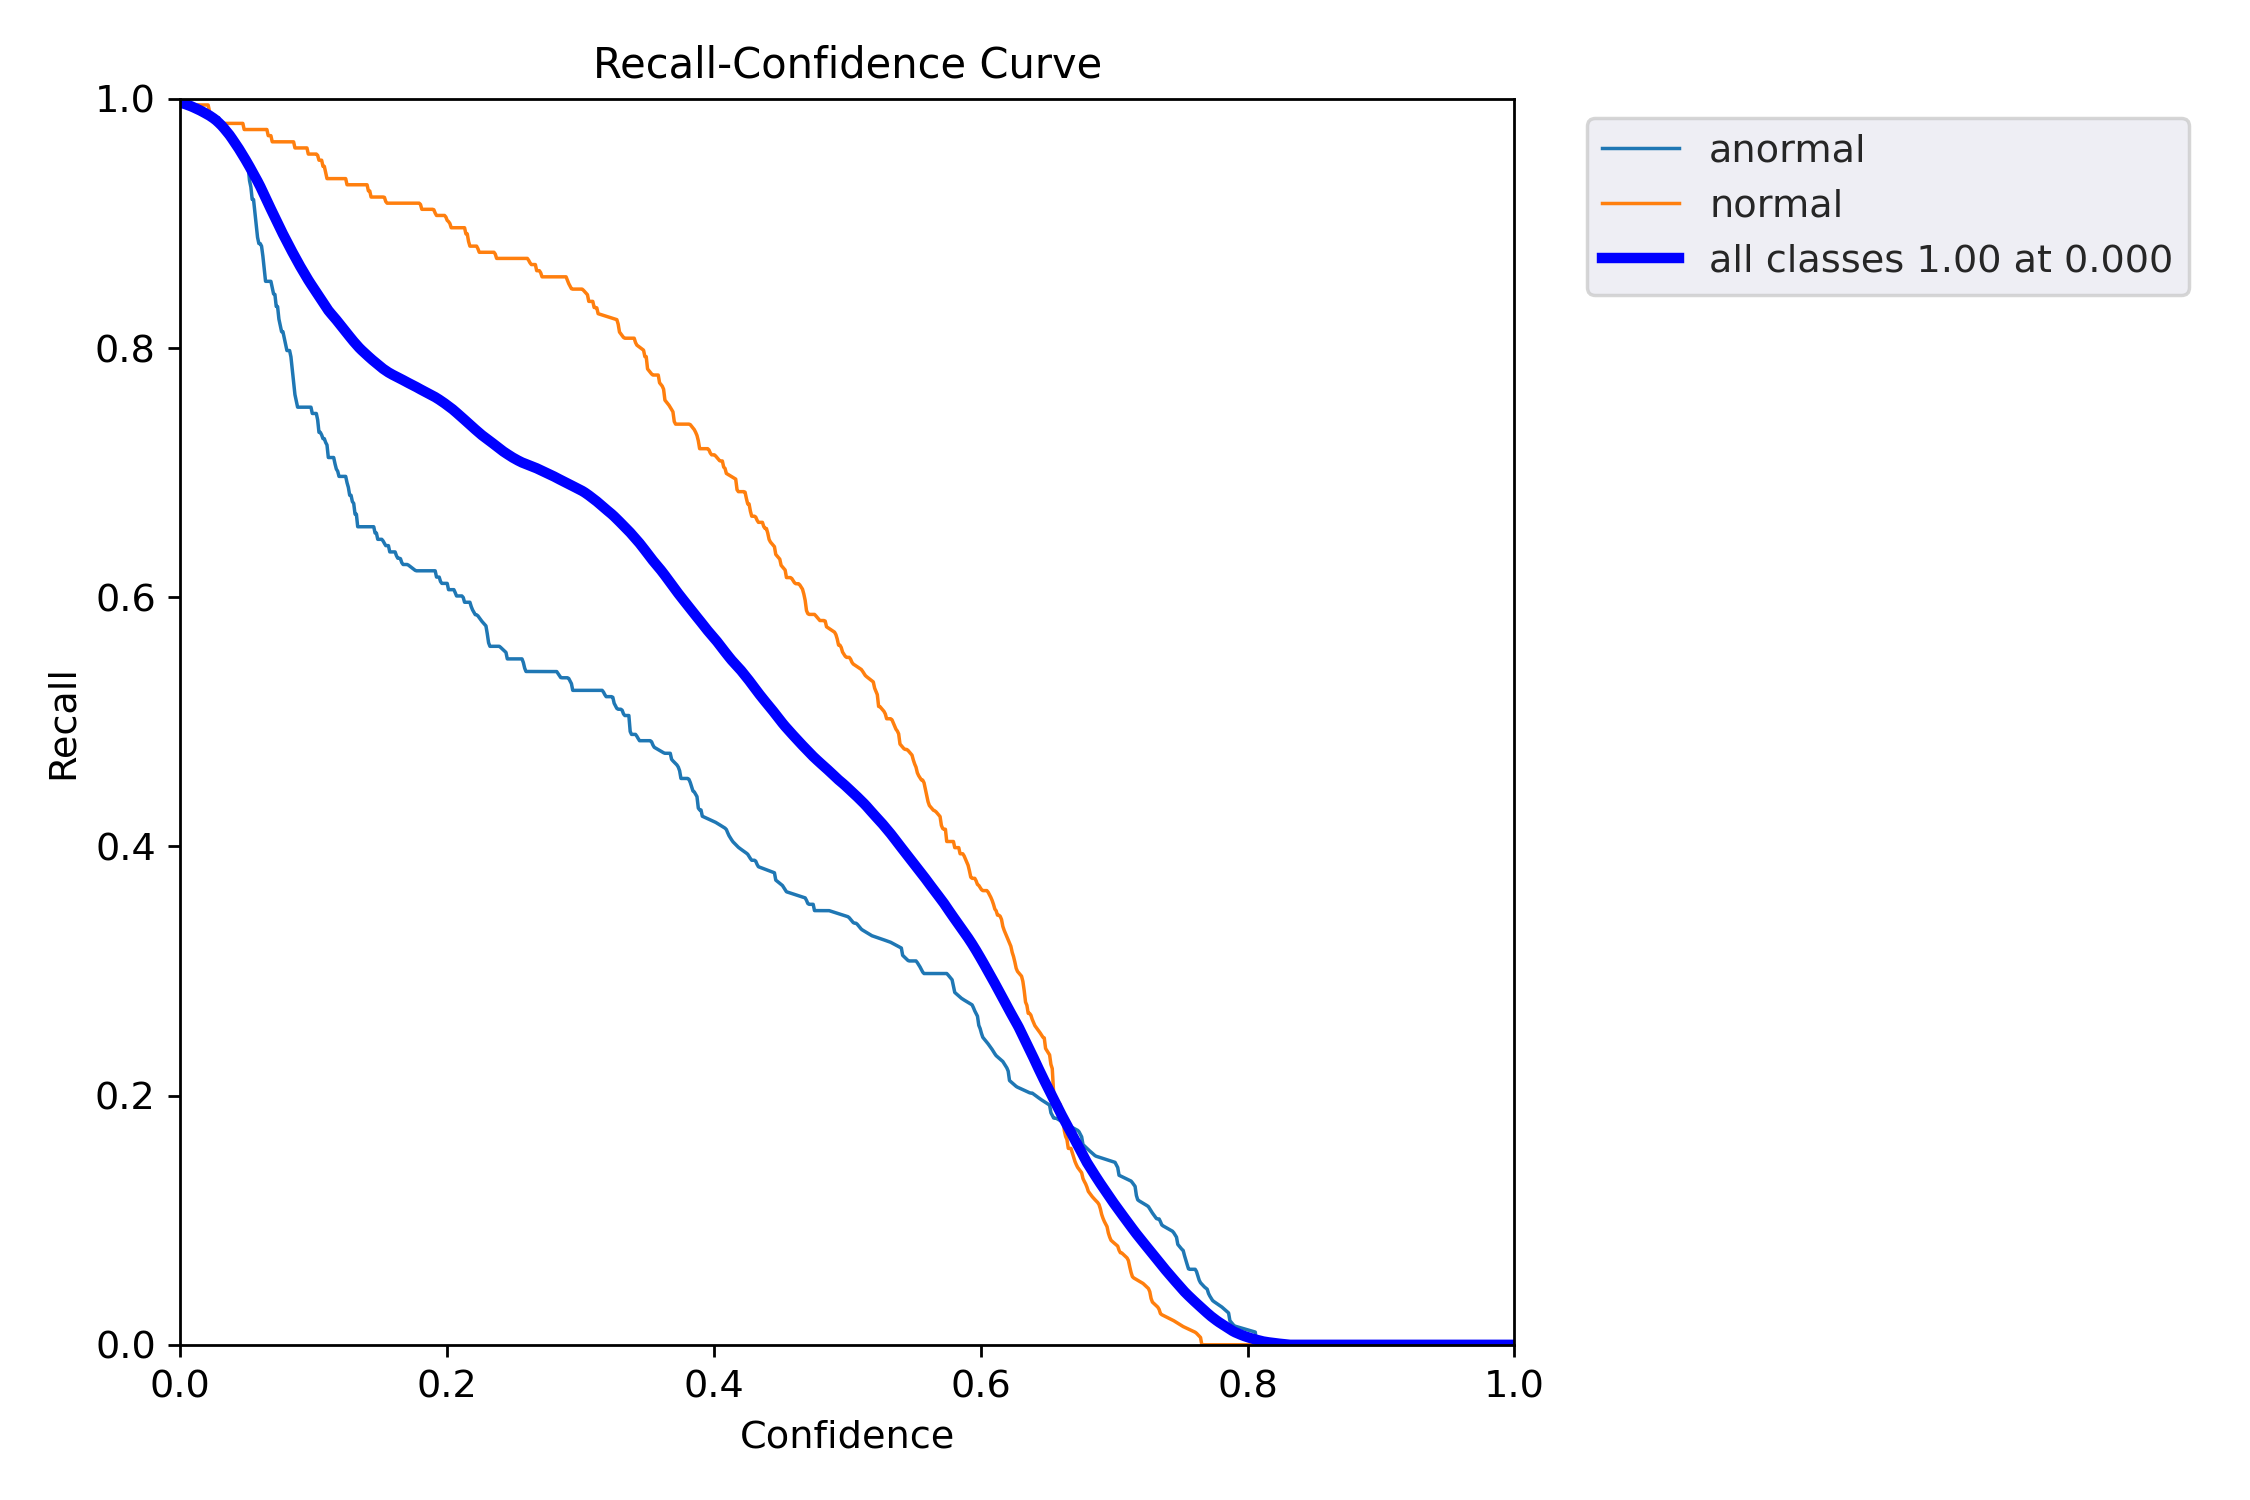 Recall-Confidence Curve
1.0
0.8
0.6
0.4
0.2
0.0
Recall
0.0 0.2 0.4 0.6 0.8 1.0
Confidence
anormal
normal
all classes 1.00 at 0.000